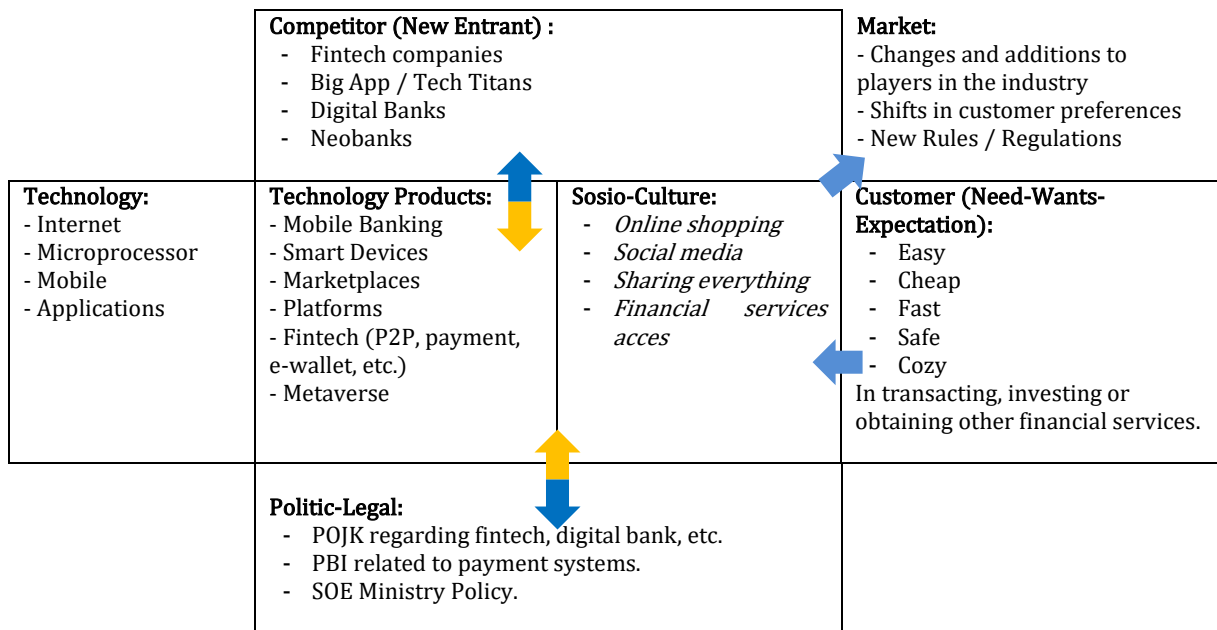 Competitor (New Entrant) :
- Fintech companies
- Big App / Tech Titans
- Digital Banks
- Neobanks
Market:
- Changes and additions to
players in the industry
- Shifts in customer preferences
- New Rules / Regulations
Technology:
- Internet
- Microprocessor
- Mobile
- Applications
Technology Products:
- Mobile Banking
- Smart Devices
- Marketplaces
- Platforms
- Fintech (P2P, payment,
e-wallet, etc.)
- Metaverse
Sosio-Culture:
- Online shopping
- Social media
- Sharing everything
- Financial services
acces
Customer (Need-Wants-
Expectation):
- Easy
- Cheap
- Fast
- Safe
- Cozy
In transacting, investing or
obtaining other financial services.
Politic-Legal:
- POJK regarding fintech, digital bank, etc.
- PBI related to payment systems.
- SOE Ministry Policy.